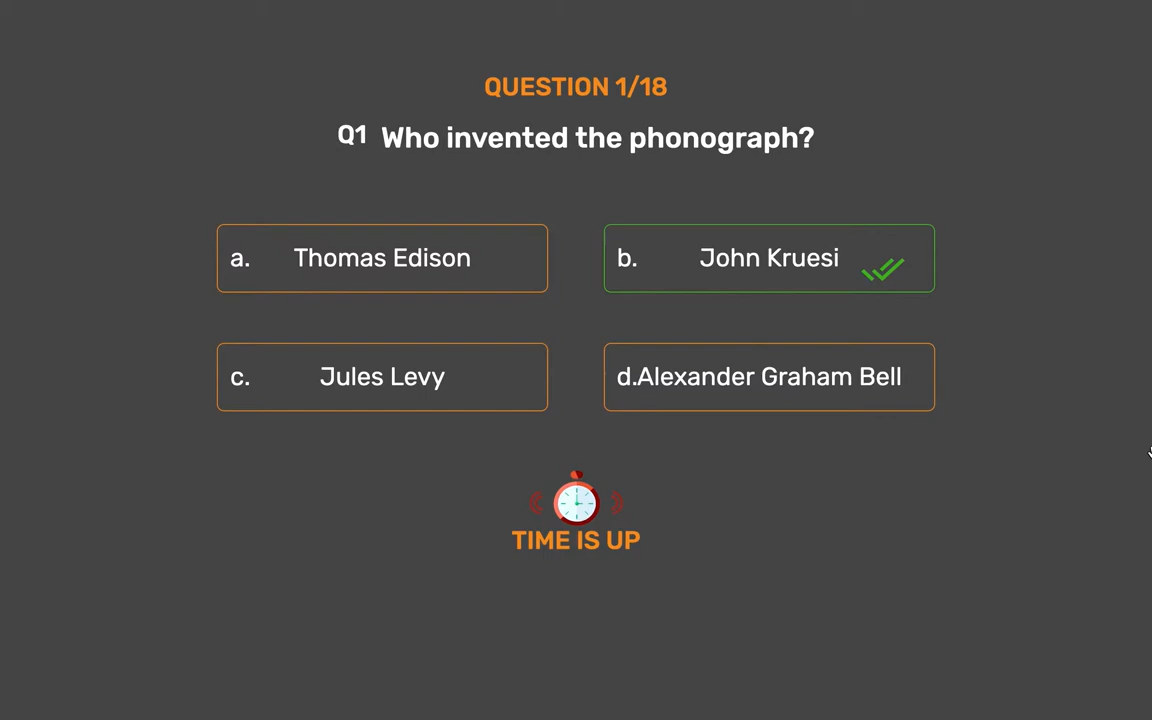 QUESTION 1/18
Q1 Who invented the phonograph?
a. Thomas Edison
b. John Kruesi
c. Jules Levy
d.Alexander Graham Bell
TIME IS UP